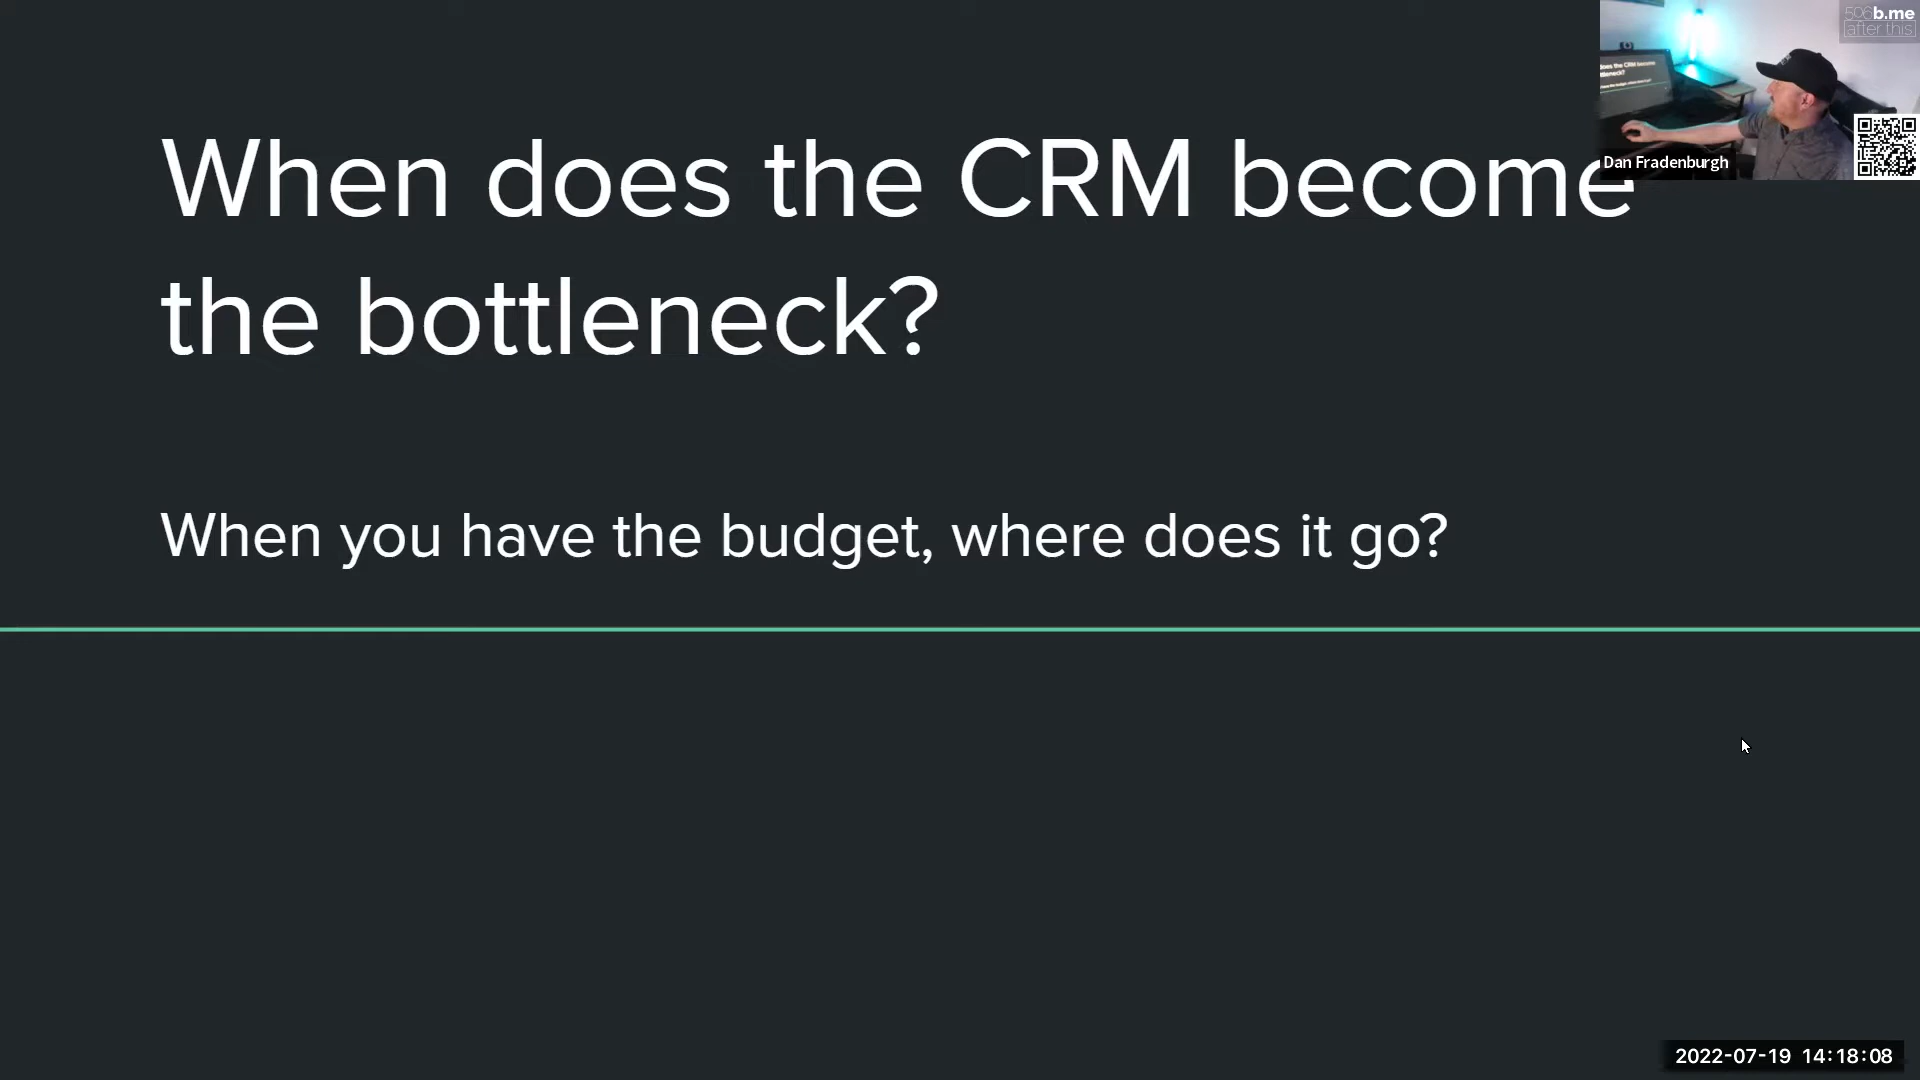 506b.me
after this
When does the CRM become
the bottleneck?
Dan Fradenburgh
When you have the budget, where does it go?
2022-07-19 14:18:08